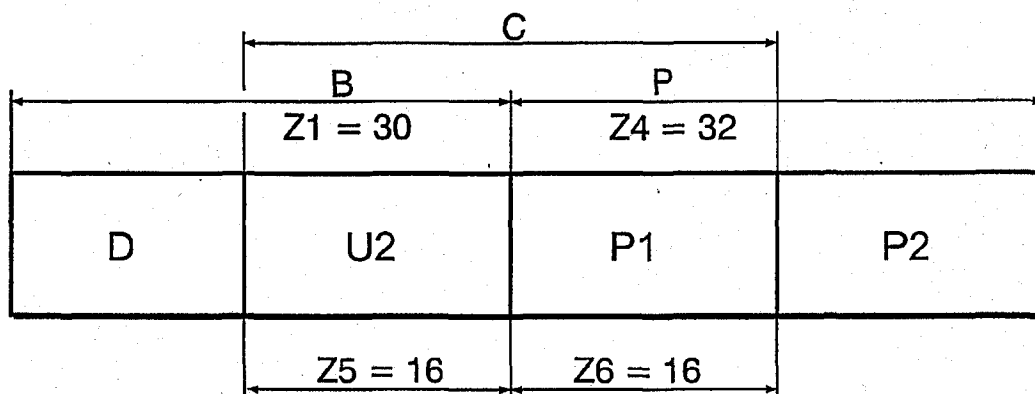 C
B P
Z1 = 30 Z4 = 32
D U2 P1 P2
Z5 = 16 Z6 = 16